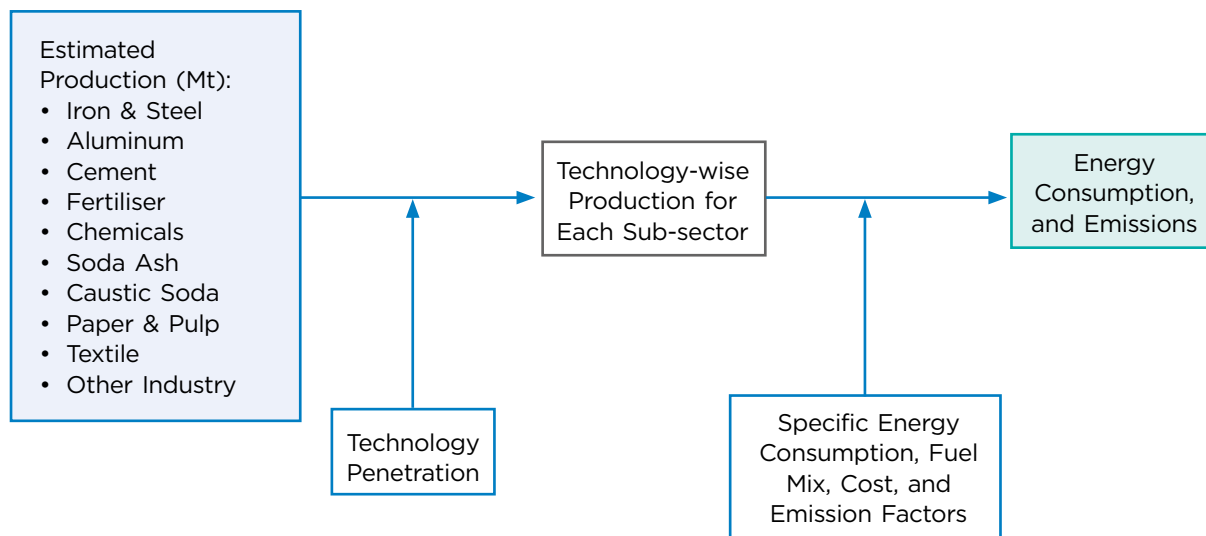 Estimated
Production (Mt):
• Iron & Steel
• Aluminum
• Cement
• Fertiliser
• Chemicals
• Soda Ash
• Caustic Soda
• Paper & Pulp
• Textile
• Other Industry
Technology
Penetration
Technology-wise
Production for
Each Sub-sector
Specific Energy
Consumption, Fuel
Mix, Cost, and
Emission Factors
Energy
Consumption,
and Emissions